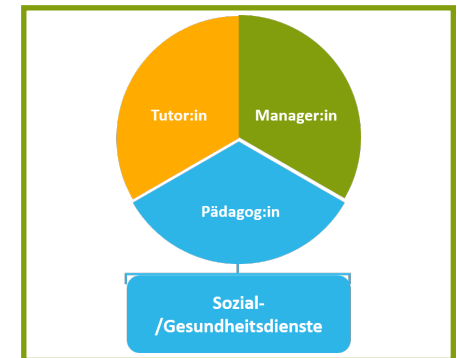 Tutor:in
Manager:in
Pädagog:in
Sozial-
/Gesundheitsdienste